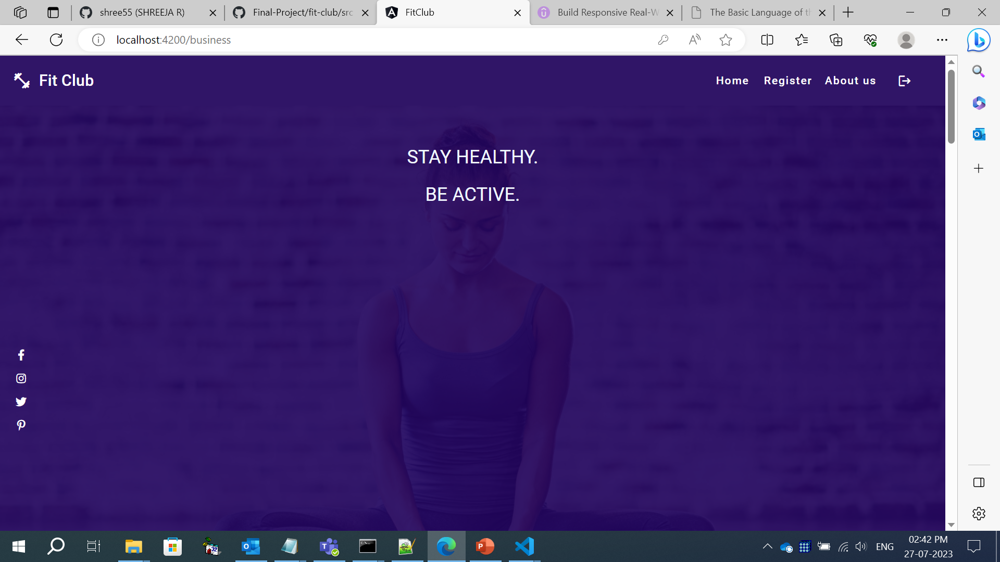 shree55 (SHREEJA R)
Final-Project/fit-club/src
FitClub
Build Responsive Real-W
The Basic Language of th
localhost:4200/business
Fit Club
Home
Register
About us
STAY HEALTHY.
BE ACTIVE.
ENG
02:42 PM
27-07-2023